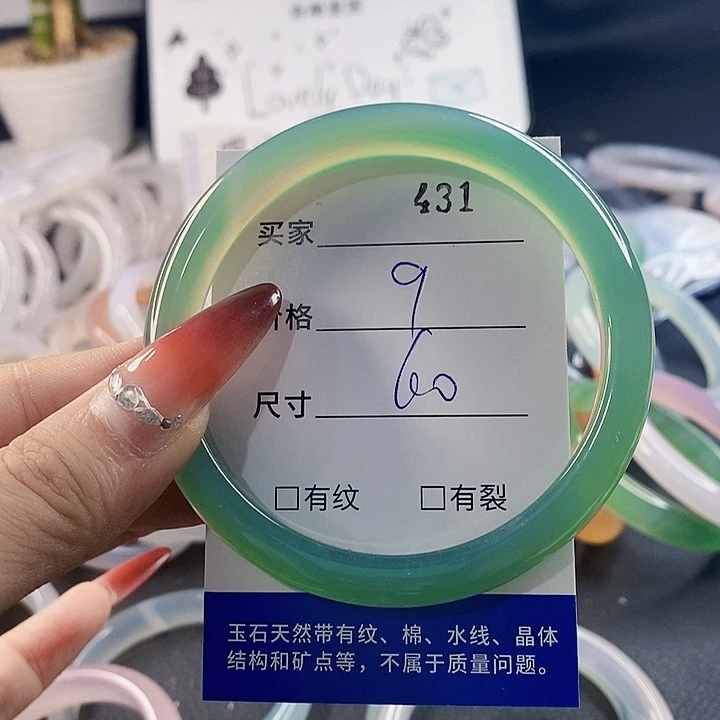 Lovely Day
买家 431
价格 9
尺寸 60
□有纹 □有裂
玉石天然带有纹、棉、水线、晶体
结构和矿点等，不属于质量问题。